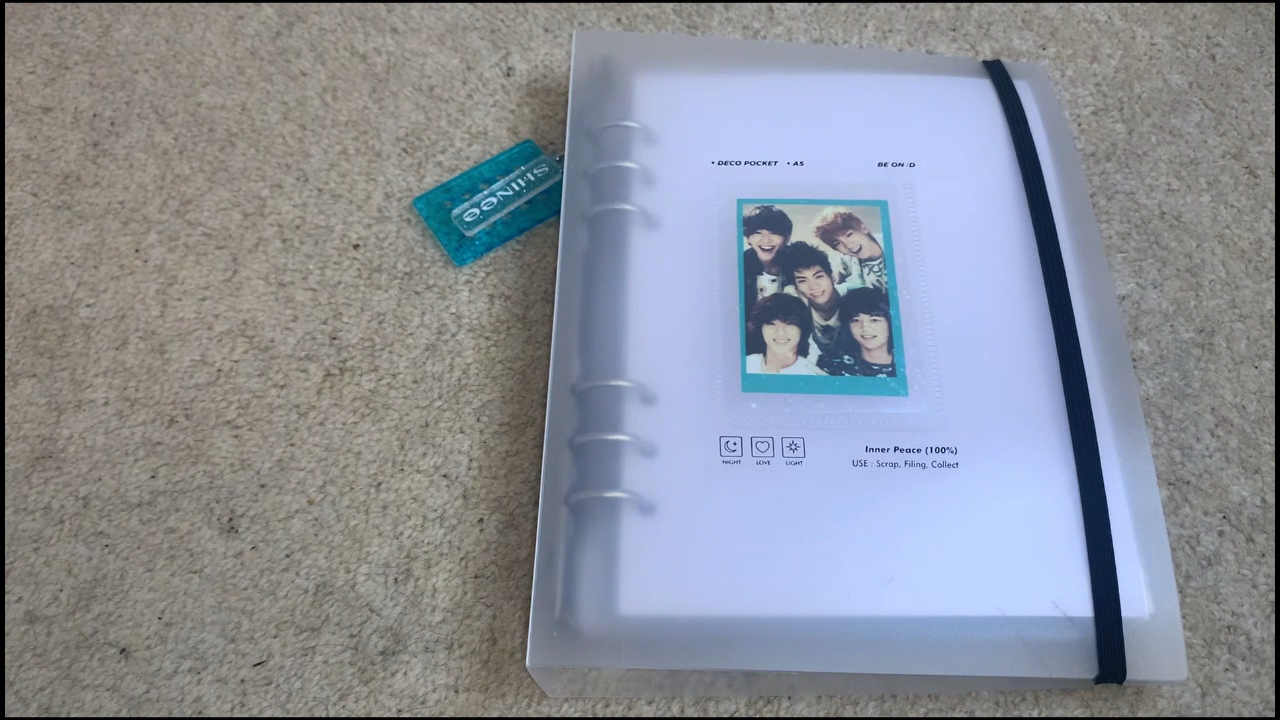 SHINee
• DECO POCKET • A5 BE ON :D
NIGHT LOVE LIGHT
Inner Peace (100%)
USE : Scrap, Filing, Collect